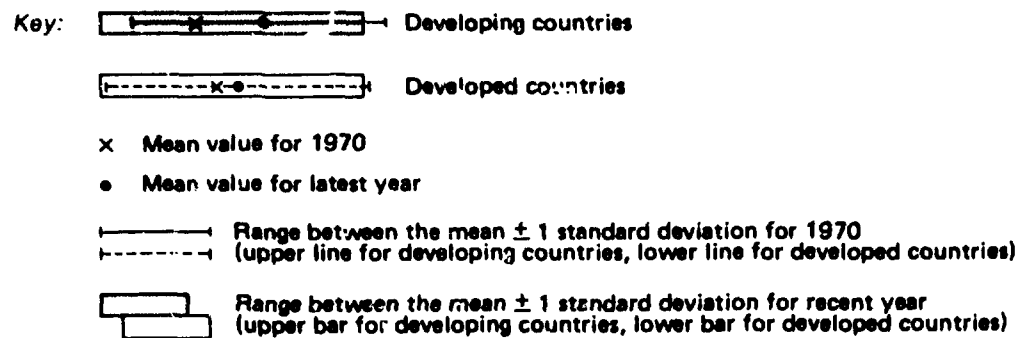 Key: Developing countries
Developed countries
× Mean value for 1970
• Mean value for latest year
Range between the mean ± 1 standard deviation for 1970
(upper line for developing countries, lower line for developed countries)
Range between the mean ± 1 standard deviation for recent year
(upper bar for developing countries, lower bar for developed countries)